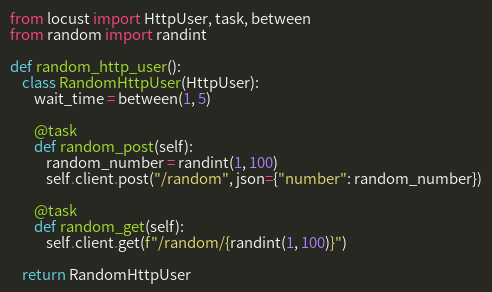 from locust import HttpUser, task, between
from random import randint

def random_http_user():
    class RandomHttpUser(HttpUser):
        wait_time = between(1, 5)

        @task
        def random_post(self):
            random_number = randint(1, 100)
            self.client.post("/random", json={"number": random_number})

        @task
        def random_get(self):
            self.client.get(f"/random/{randint(1, 100)}")

    return RandomHttpUser